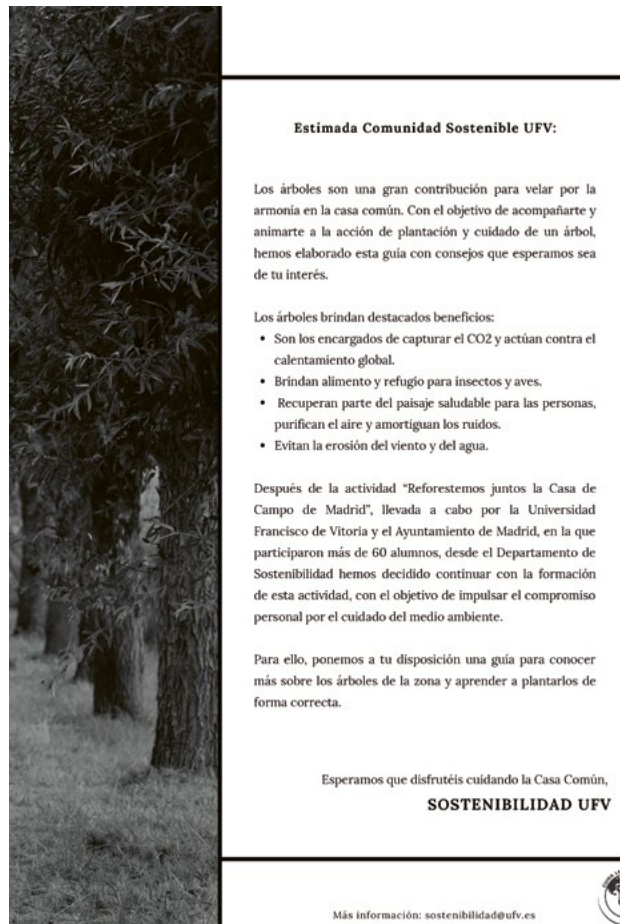 Estimada Comunidad Sostenible UFV:
Los árboles son una gran contribución para velar por la
armonía en la casa común. Con el objetivo de acompañarte y
animarte a la acción de plantación y cuidado de un árbol,
hemos elaborado esta guía con consejos que esperamos sea
de tu interés.
Los árboles brindan destacados beneficios:
• Son los encargados de capturar el CO2 y actúan contra el
calentamiento global.
• Brindan alimento y refugio para insectos y aves.
• Recuperan parte del paisaje saludable para las personas,
purifican el aire y amortiguan los ruidos.
• Evitan la erosión del viento y del agua.
Después de la actividad “Reforestemos juntos la Casa de
Campo de Madrid”, llevada a cabo por la Universidad
Francisco de Vitoria y el Ayuntamiento de Madrid, en la que
participaron más de 60 alumnos, desde el Departamento de
Sostenibilidad hemos decidido continuar con la formación
de esta actividad, con el objetivo de impulsar el compromiso
personal por el cuidado del medio ambiente.
Para ello, ponemos a tu disposición una guía para conocer
más sobre los árboles de la zona y aprender a plantarlos de
forma correcta.
Esperamos que disfrutéis cuidando la Casa Común,
SOSTENIBILIDAD UFV
Más información: sostenibilidad@ufv.es